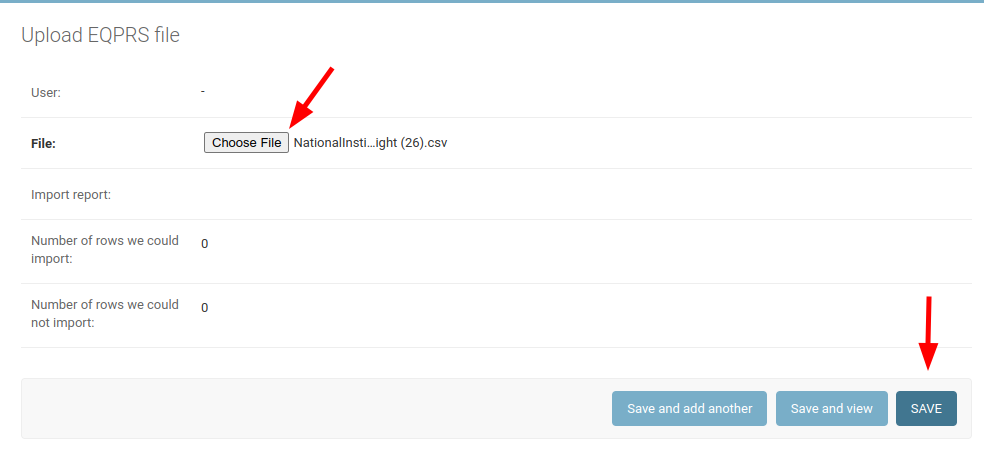 Upload EQPRS file
User: -
File: Choose File NationalInsti...ight (26).csv
Import report:
Number of rows we could
import: 0
Number of rows we could
not import: 0
Save and add another Save and view SAVE